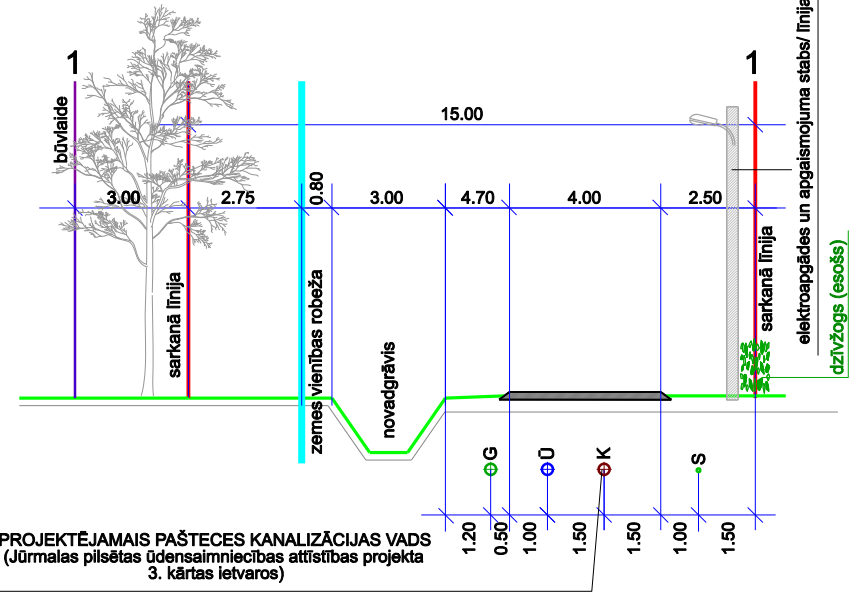 1
1
būvlaide
15.00
elektroapgādes un apgaismojuma stabs/ līnija
3.00
2.75
0.80
3.00
4.70
4.00
2.50
sarkanā līnija
zemes vienības robeža
novadgrāvis
sarkanā līnija
dzīvžogs (esošs)
G
Ū
K
S
1.20
0.50
1.00
1.50
1.50
1.00
1.50
PROJEKTĒJAMAIS PAŠTECES KANALIZĀCIJAS VADS
(Jūrmalas pilsētas ūdensaimniecības attīstības projekta
3. kārtas ietvaros)